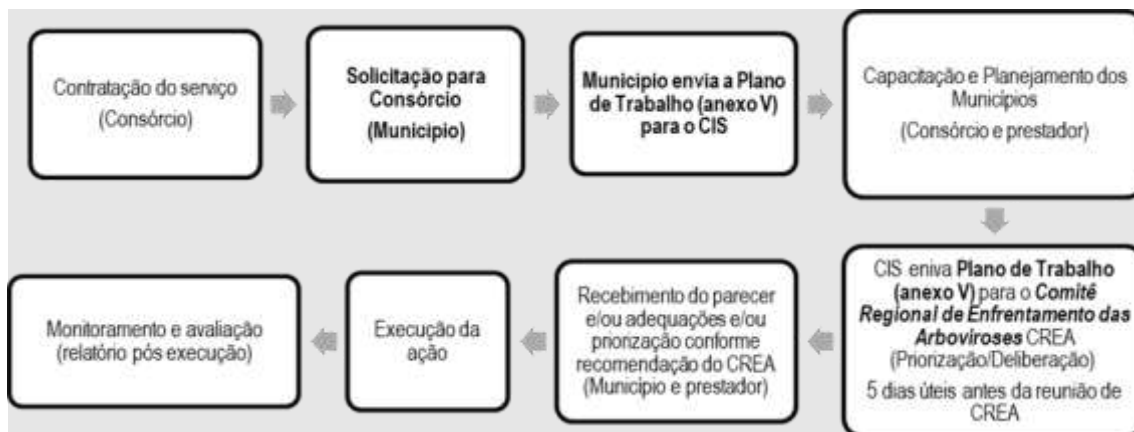 Contratação do serviço
(Consórcio)
Solicitação para
Consórcio
(Município)
Município envia a Plano
de Trabalho (anexo V)
para o CIS
Capacitação e Planejamento dos
Municípios
(Consórcio e prestador)
CIS eniva Plano de Trabalho
(anexo V) para o Comitê
Regional de Enfrentamento das
Arboviroses CREA
(Priorização/Deliberação)
5 dias úteis antes da reunião de
CREA
Recebimento do parecer
e/ou adequações e/ou
priorização conforme
recomendação do CREA
(Município e prestador)
Execução da
ação
Monitoramento e avaliação
(relatório pós execução)